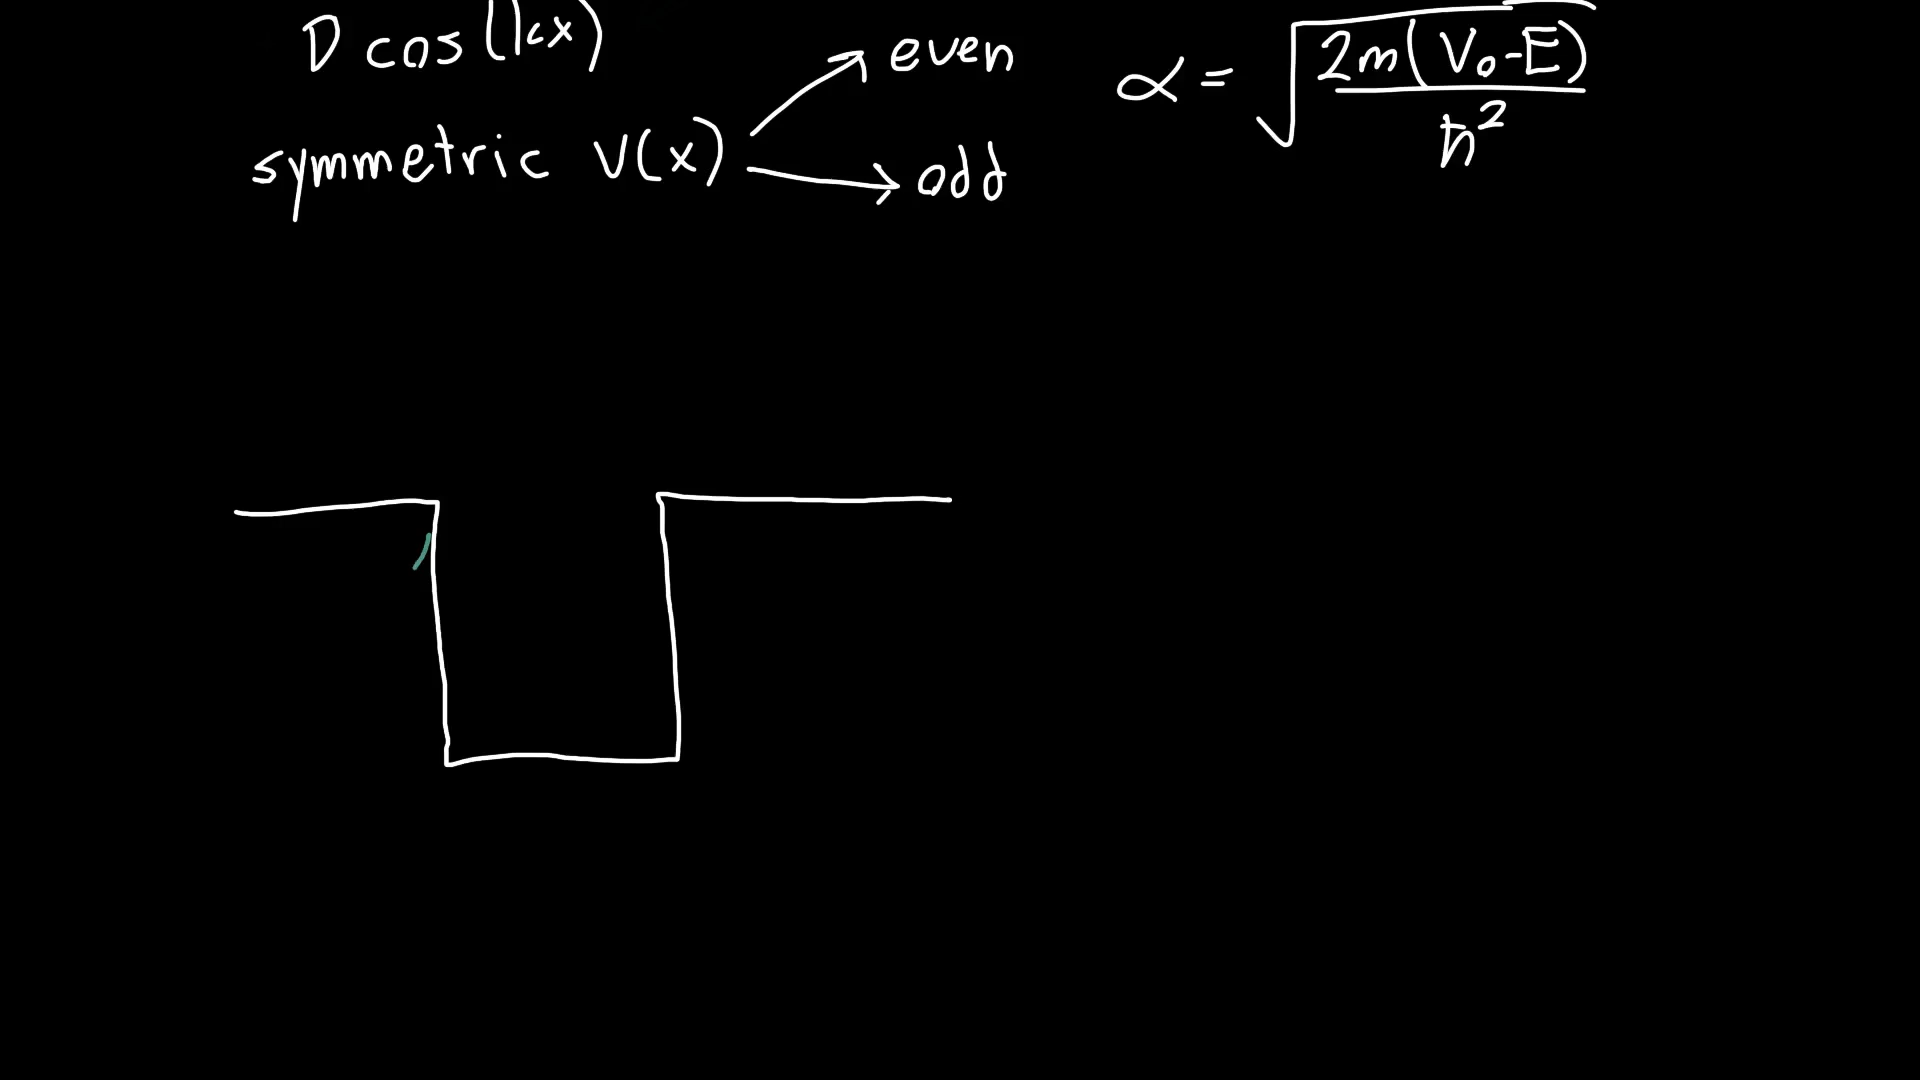 D cos(kx)
even
symmetric V(x)
odd
α = √(2m(V₀-E)/ħ²)